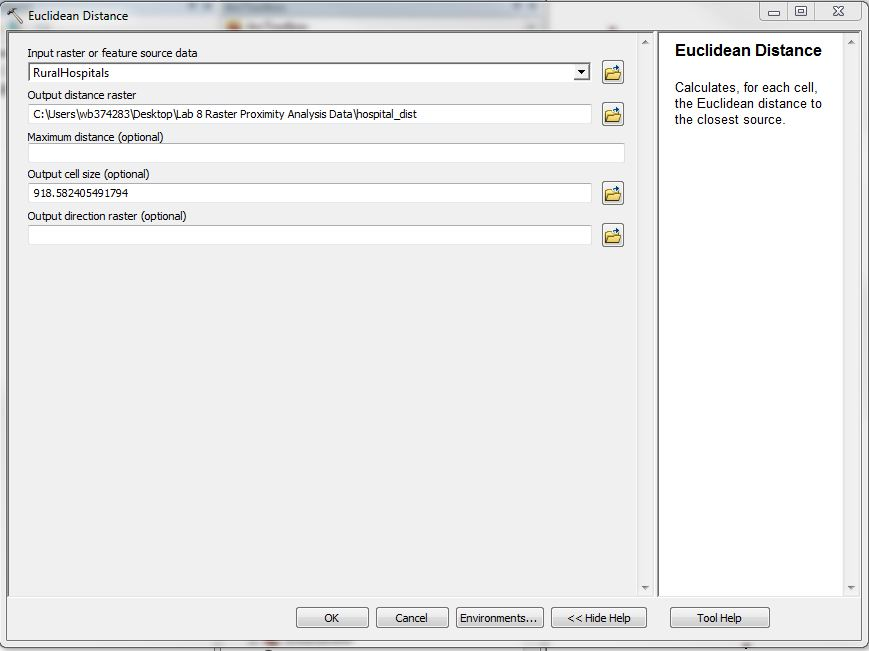 Euclidean Distance
Input raster or feature source data
RuralHospitals
Output distance raster
C:\Users\wb374283\Desktop\Lab 8 Raster Proximity Analysis Data\hospital_dist
Maximum distance (optional)
Output cell size (optional)
918.582405491794
Output direction raster (optional)
Euclidean Distance
Calculates, for each cell,
the Euclidean distance to
the closest source.
OK
Cancel
Environments...
<< Hide Help
Tool Help